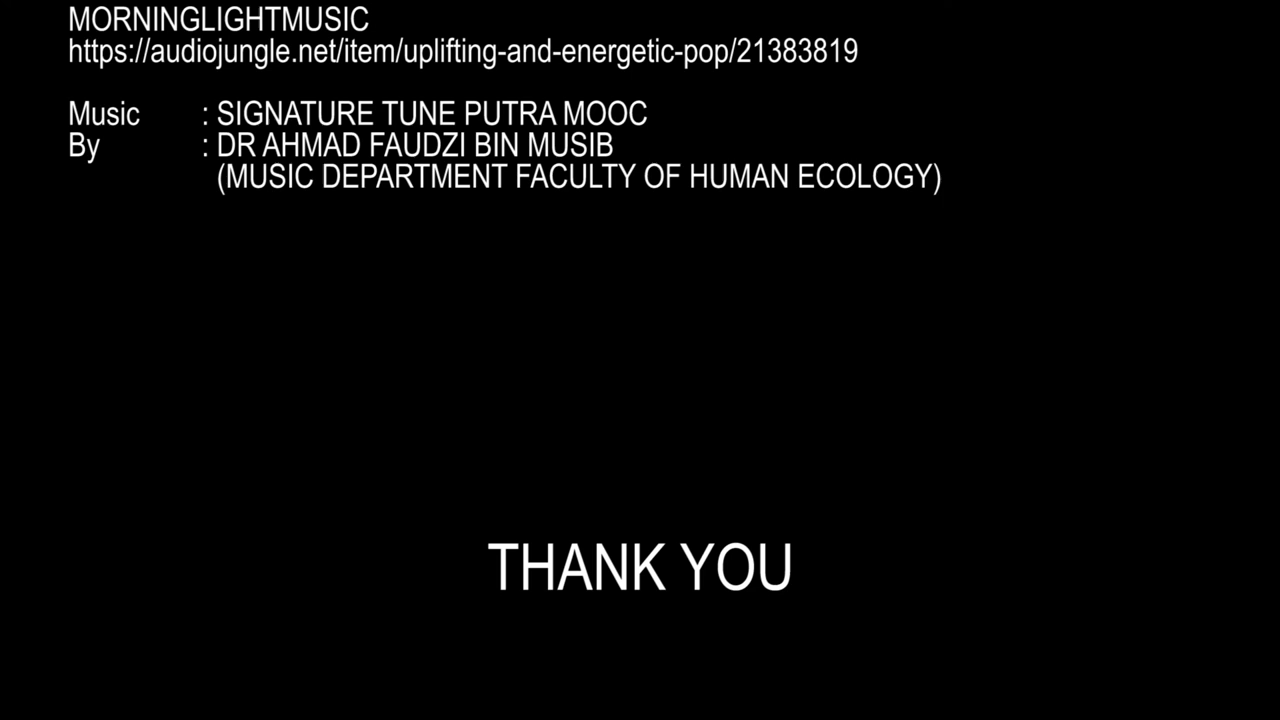 MORNINGLIGHTMUSIC
https://audiojungle.net/item/uplifting-and-energetic-pop/21383819
Music : SIGNATURE TUNE PUTRA MOOC
By : DR AHMAD FAUDZI BIN MUSIB
(MUSIC DEPARTMENT FACULTY OF HUMAN ECOLOGY)
THANK YOU